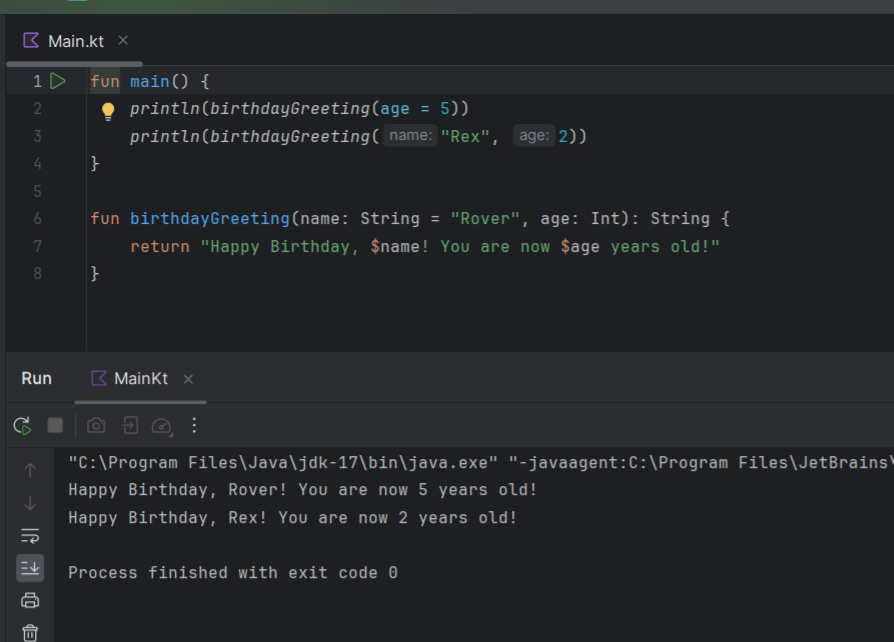 Main.kt
1 fun main() {
2 println(birthdayGreeting(age = 5))
3 println(birthdayGreeting( name: "Rex", age: 2))
4 }
5
6 fun birthdayGreeting(name: String = "Rover", age: Int): String {
7 return "Happy Birthday, $name! You are now $age years old!"
8 }
Run MainKt
"C:\Program Files\Java\jdk-17\bin\java.exe" "-javaagent:C:\Program Files\JetBrains\
Happy Birthday, Rover! You are now 5 years old!
Happy Birthday, Rex! You are now 2 years old!
Process finished with exit code 0